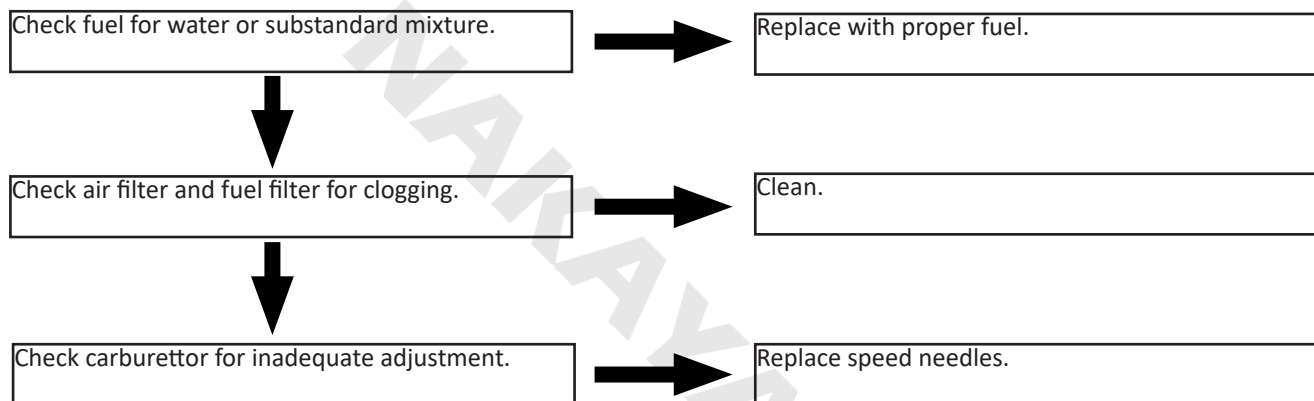 Check fuel for water or substandard mixture.
Replace with proper fuel.
Check air filter and fuel filter for clogging.
Clean.
Check carburettor for inadequate adjustment.
Replace speed needles.
NAKAYA